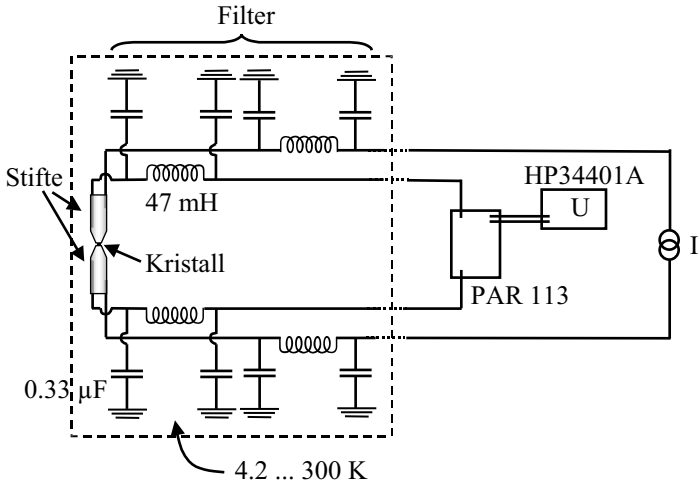 Filter
Stifte
47 mH
HP34401A
U
Kristall
I
PAR 113
0.33 µF
4.2 ... 300 K